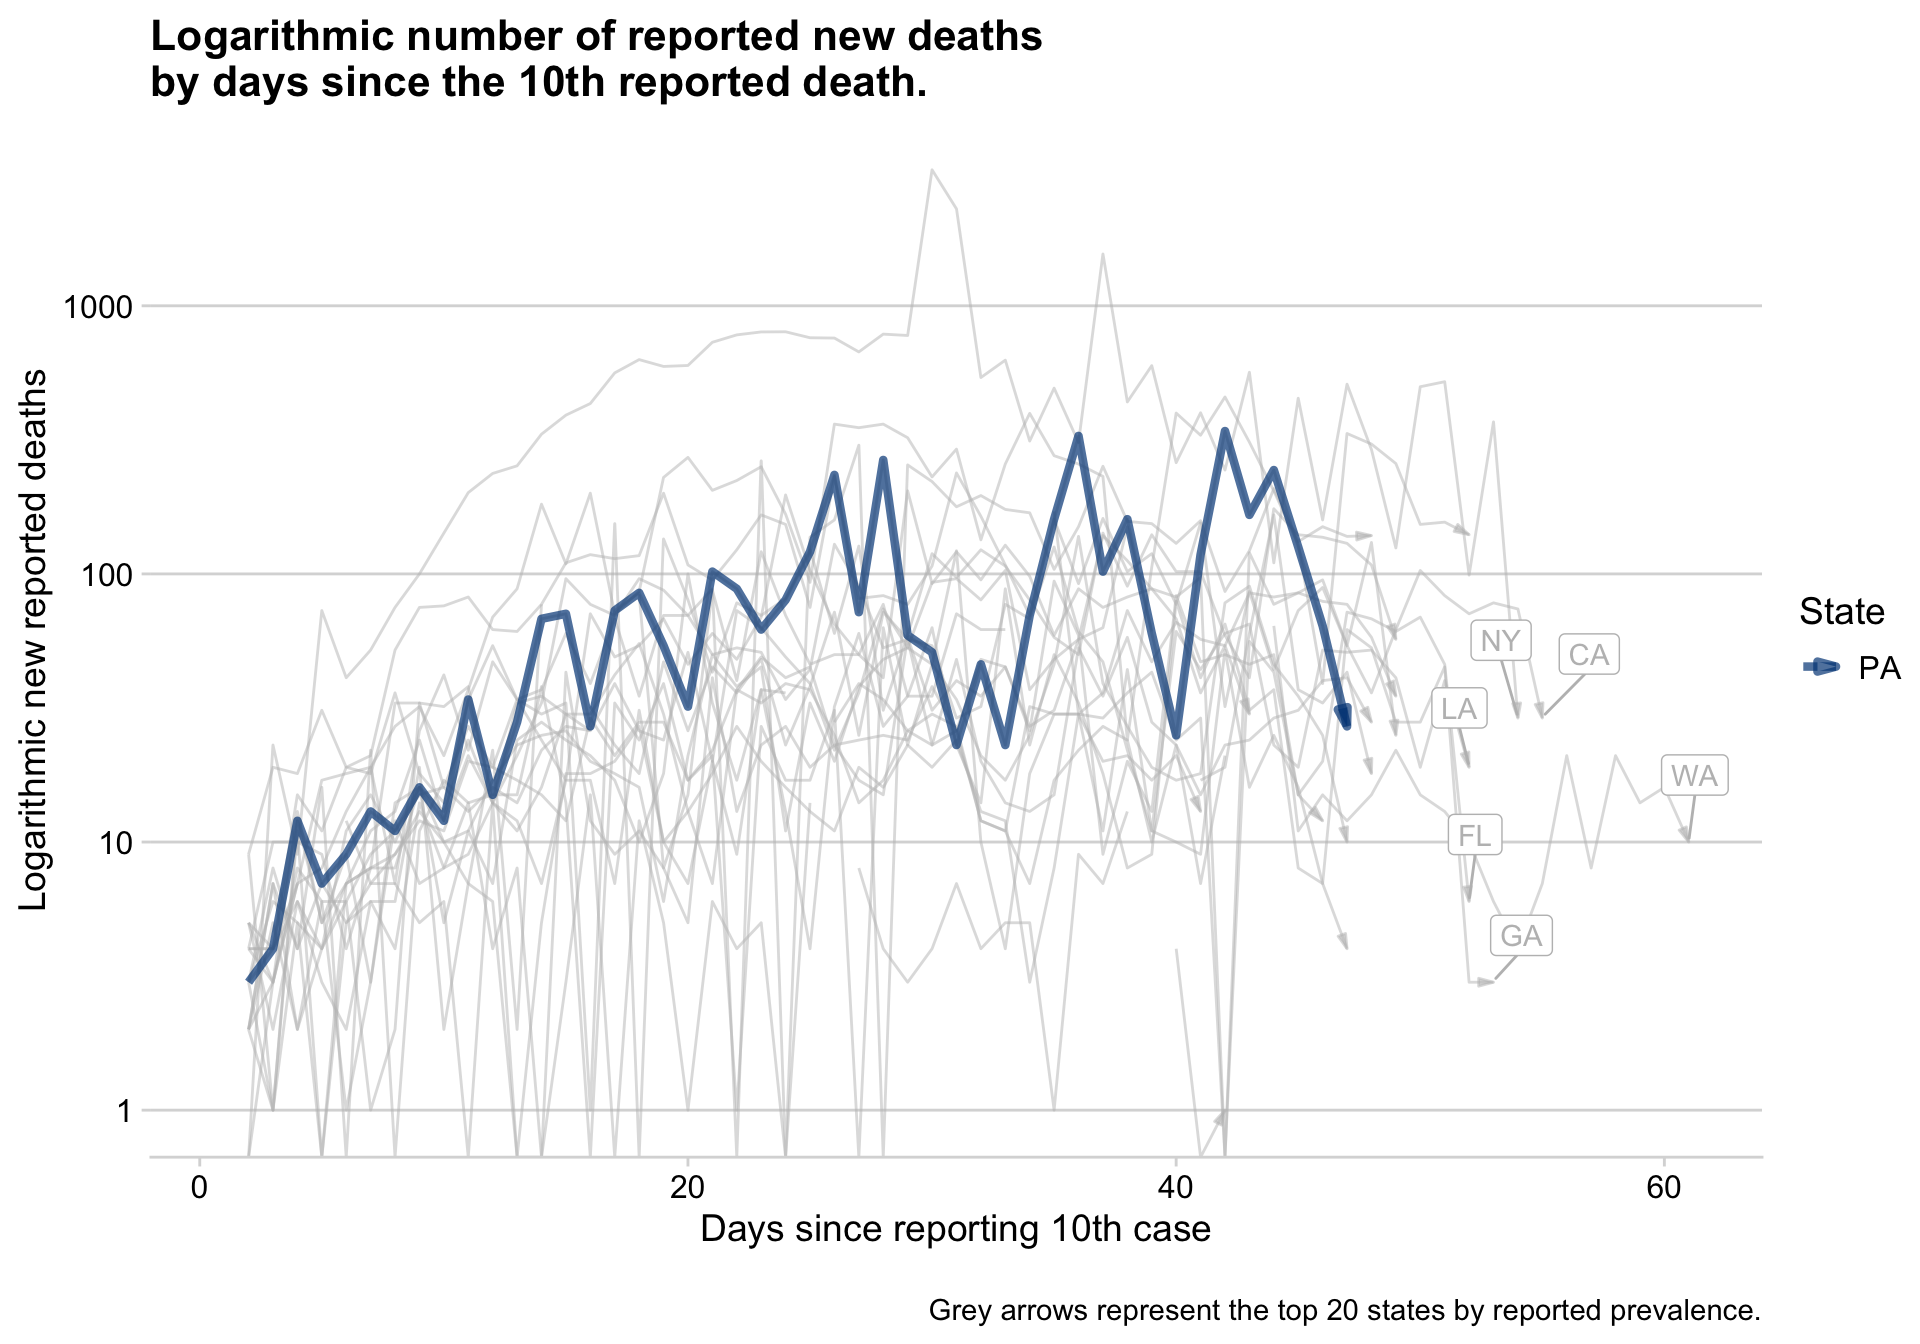 Logarithmic number of reported new deaths
by days since the 10th reported death.
Logarithmic new reported deaths
1000
100
10
1
NY
CA
LA
WA
FL
GA
State
PA
0
20
40
60
Days since reporting 10th case
Grey arrows represent the top 20 states by reported prevalence.